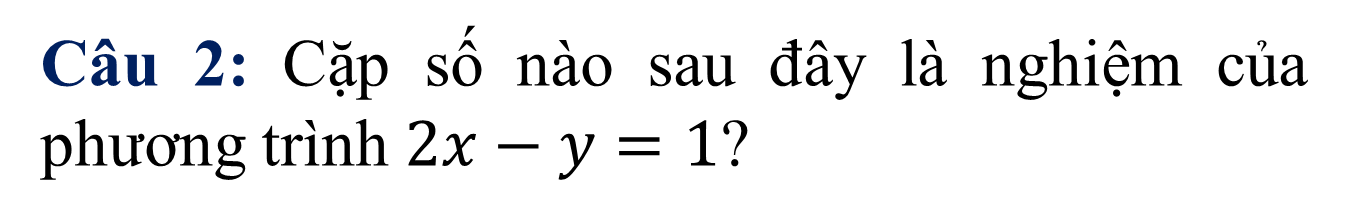 Câu 2: Cặp số nào sau đây là nghiệm của
phương trình 2x − y = 1?